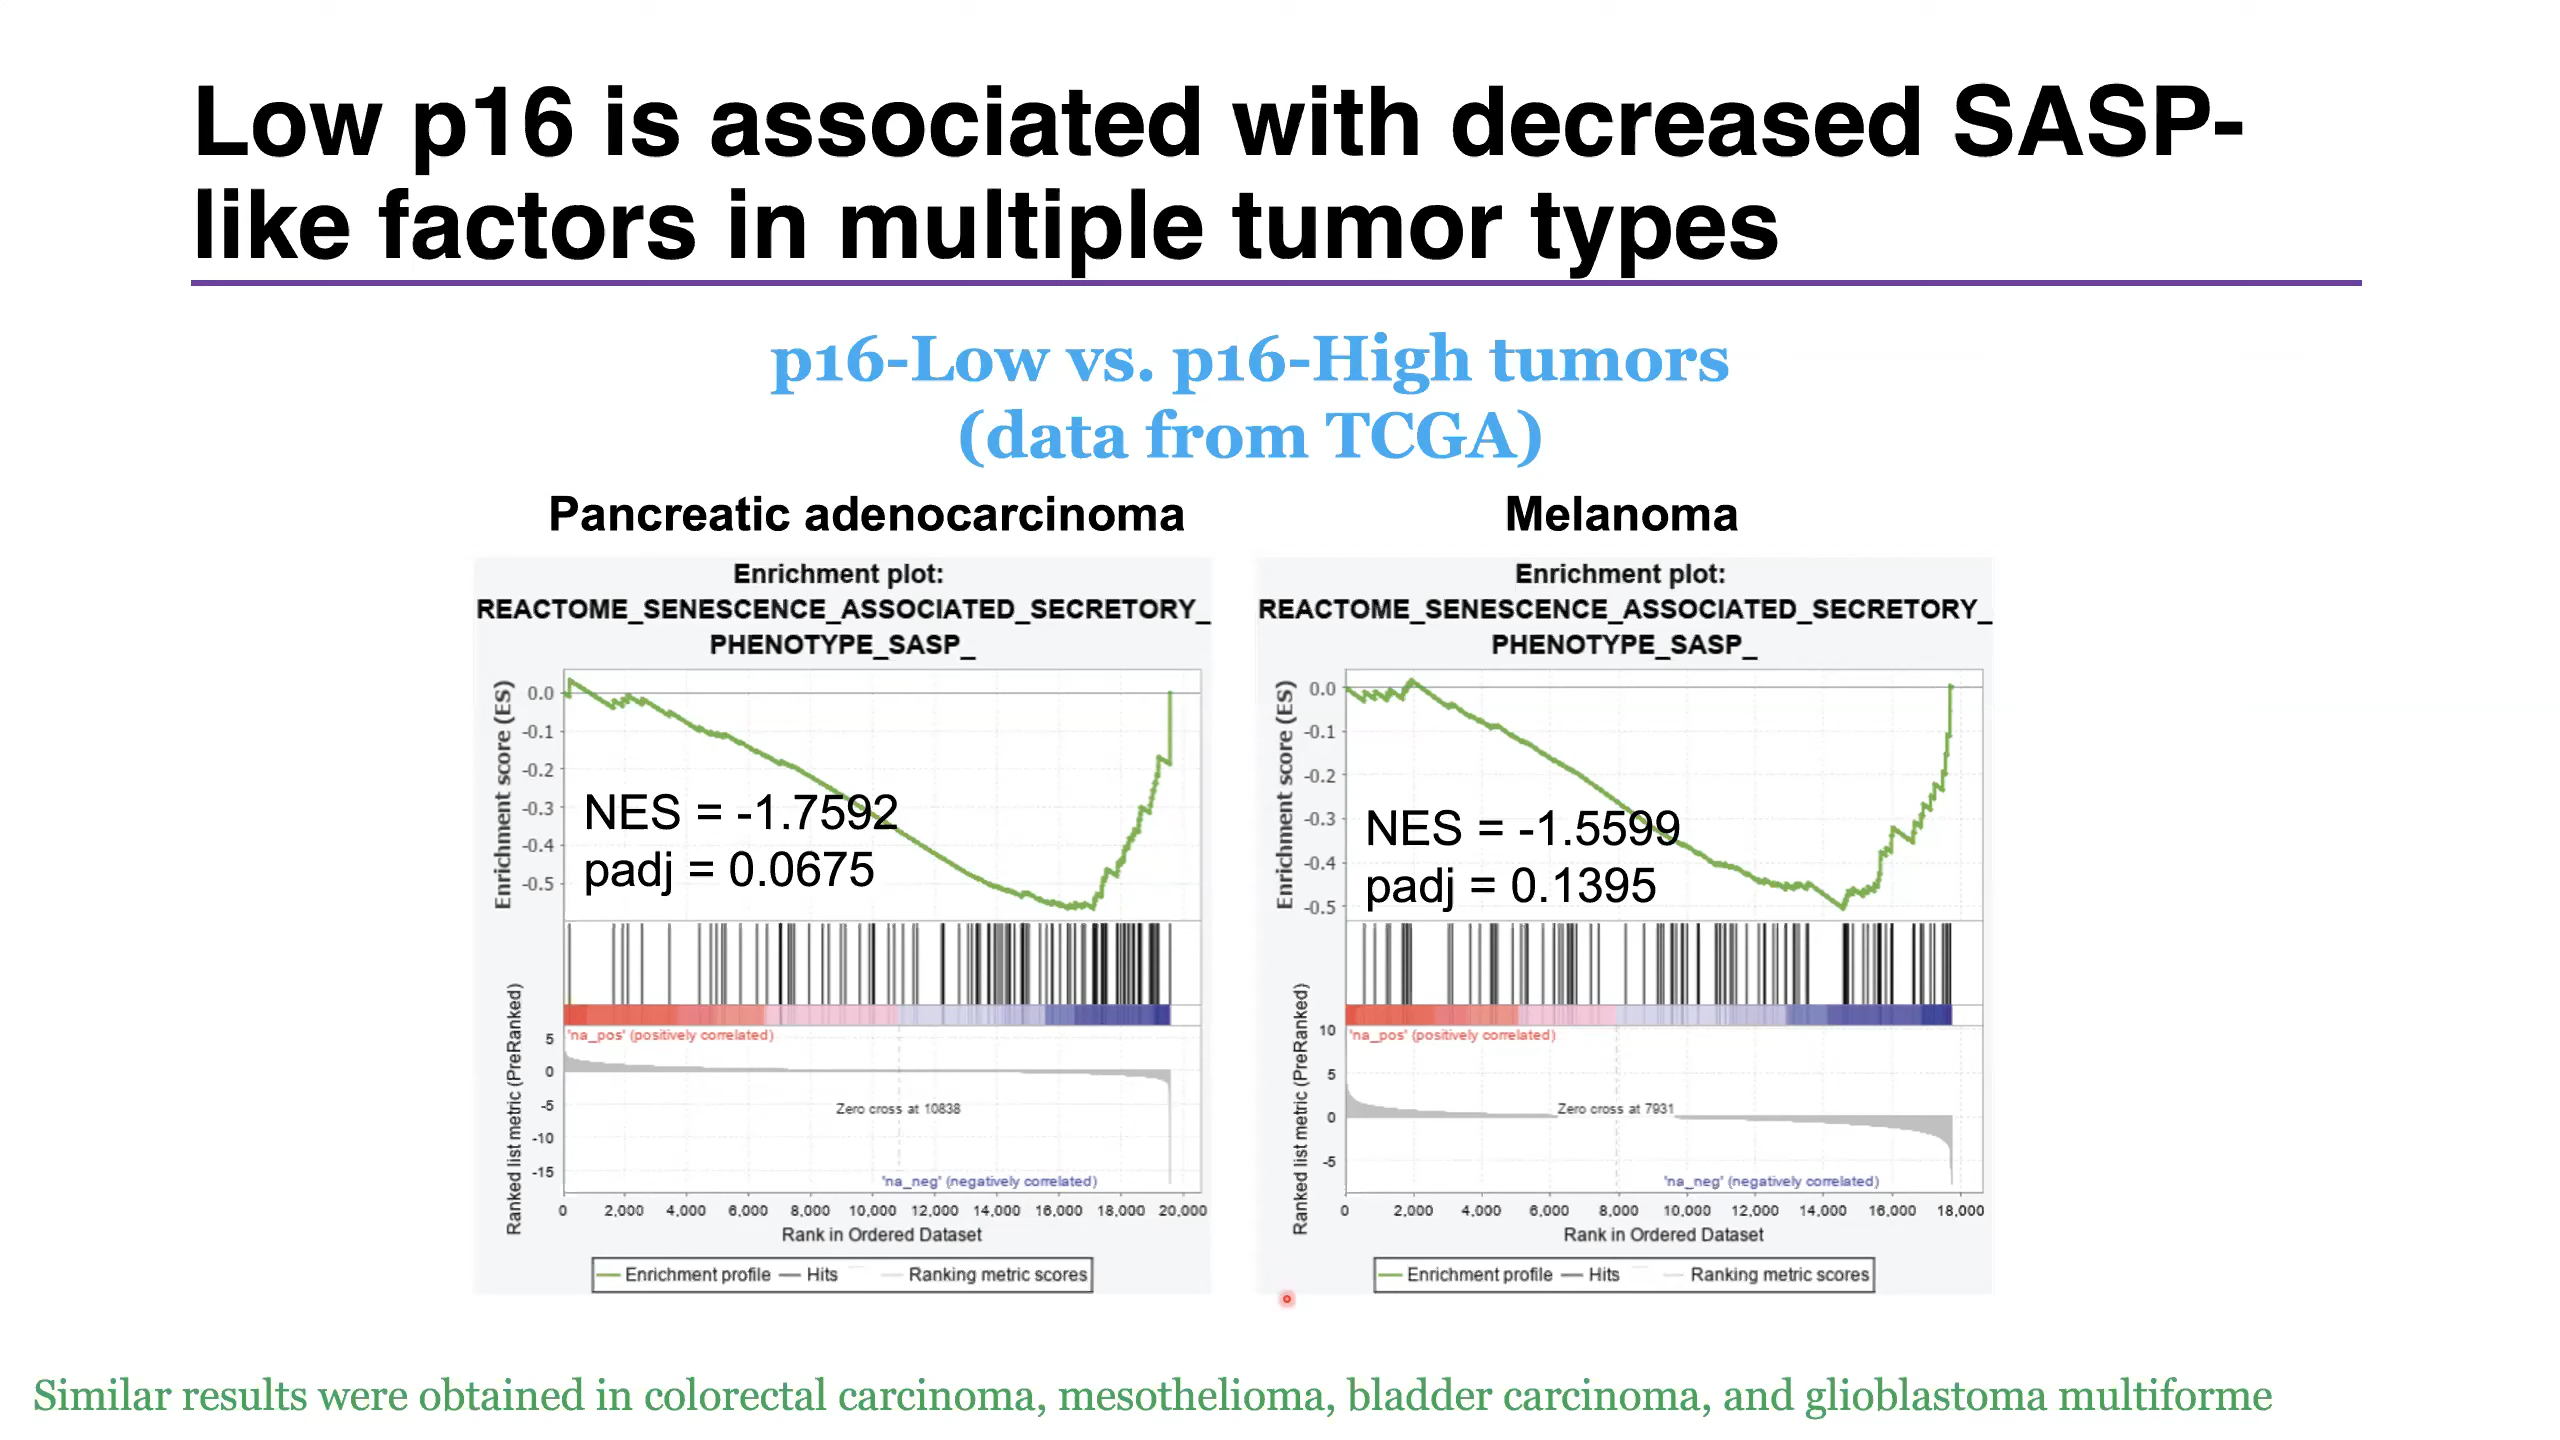 Low p16 is associated with decreased SASP-
like factors in multiple tumor types
p16-Low vs. p16-High tumors
(data from TCGA)
Pancreatic adenocarcinoma
Enrichment plot:
REACTOME_SENESCENCE_ASSOCIATED_SECRETORY_
PHENOTYPE_SASP_
Enrichment score (ES)
0.0
-0.1
-0.2
-0.3
-0.4
-0.5
NES = -1.7592
padj = 0.0675
Ranked list metric (PreRanked)
'na_pos' (positively correlated)
5
0
-5
-10
-15
Zero cross at 10838
'na_neg' (negatively correlated)
0 2,000 4,000 6,000 8,000 10,000 12,000 14,000 16,000 18,000 20,000
Rank in Ordered Dataset
Enrichment profile Hits Ranking metric scores
Melanoma
Enrichment plot:
REACTOME_SENESCENCE_ASSOCIATED_SECRETORY_
PHENOTYPE_SASP_
Enrichment score (ES)
0.0
-0.1
-0.2
-0.3
-0.4
-0.5
NES = -1.5599
padj = 0.1395
Ranked list metric (PreRanked)
'na_pos' (positively correlated)
10
5
0
-5
Zero cross at 7931
'na_neg' (negatively correlated)
0 2,000 4,000 6,000 8,000 10,000 12,000 14,000 16,000 18,000
Rank in Ordered Dataset
Enrichment profile Hits Ranking metric scores
Similar results were obtained in colorectal carcinoma, mesothelioma, bladder carcinoma, and glioblastoma multiforme